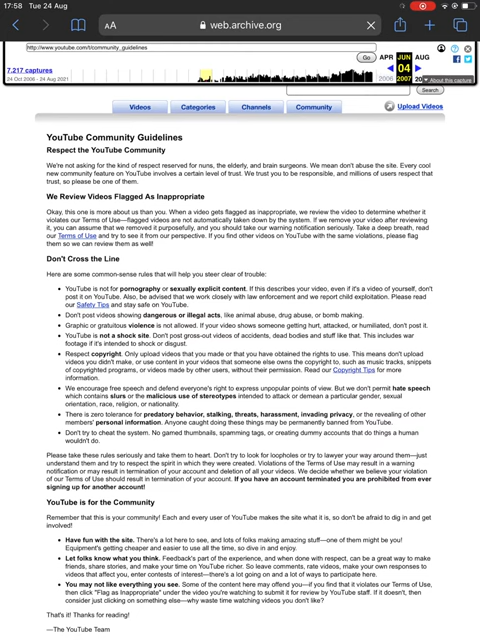 17:58 Tue 24 Aug
AA web.archive.org
http://www.youtube.com/t/community_guidelines
Go
APR JUN AUG
04
2006 2007
7,217 captures
24 Oct 2006 - 24 Aug 2021
About this capture
Search
Videos Categories Channels Community Upload Videos
YouTube Community Guidelines
Respect the YouTube Community
We're not asking for the kind of respect reserved for nuns, the elderly, and brain surgeons. We mean don't abuse the site. Every cool
new community feature on YouTube involves a certain level of trust. We trust you to be responsible, and millions of users respect that
trust, so please be one of them.
We Review Videos Flagged As Inappropriate
Okay, this one is more about us than you. When a video gets flagged as inappropriate, we review the video to determine whether it
violates our Terms of Use—flagged videos are not automatically taken down by the system. If we remove your video after reviewing
it, you can assume that we removed it purposefully, and you should take our warning notification seriously. Take a deep breath, read
our Terms of Use and try to see it from our perspective. If you find other videos on YouTube with the same violations, please flag
them so we can review them as well!
Don't Cross the Line
Here are some common-sense rules that will help you steer clear of trouble:
• YouTube is not for pornography or sexually explicit content. If this describes your video, even if it's a video of yourself, don't
post it on YouTube. Also, be advised that we work closely with law enforcement and we report child exploitation. Please read
our Safety Tips and stay safe on YouTube.
• Don't post videos showing dangerous or illegal acts, like animal abuse, drug abuse, or bomb making.
• Graphic or gratuitous violence is not allowed. If your video shows someone getting hurt, attacked, or humiliated, don't post it.
• YouTube is not a shock site. Don't post gross-out videos of accidents, dead bodies and stuff like that. This includes war
footage if it's intended to shock or disgust.
• Respect copyright. Only upload videos that you made or that you have obtained the rights to use. This means don't upload
videos you didn't make, or use content in your videos that someone else owns the copyright to, such as music tracks, snippets
of copyrighted programs, or videos made by other users, without their permission. Read our Copyright Tips for more
information.
• We encourage free speech and defend everyone's right to express unpopular points of view. But we don't permit hate speech
which contains slurs or the malicious use of stereotypes intended to attack or demean a particular gender, sexual
orientation, race, religion, or nationality.
• There is zero tolerance for predatory behavior, stalking, threats, harassment, invading privacy, or the revealing of other
members' personal information. Anyone caught doing these things may be permanently banned from YouTube.
• Don't try to cheat the system. No gamed thumbnails, spamming tags, or creating dummy accounts that do things a human
wouldn't do.
Please take these rules seriously and take them to heart. Don't try to look for loopholes or try to lawyer your way around them—just
understand them and try to respect the spirit in which they were created. Violations of the Terms of Use may result in a warning
notification or may result in termination of your account and deletion of all your videos. We decide whether we believe your violation
of our Terms of Use should result in termination of your account. If you have an account terminated you are prohibited from ever
signing up for another account!
YouTube is for the Community
Remember that this is your community! Each and every user of YouTube makes the site what it is, so don't be afraid to dig in and get
involved!
• Have fun with the site. There's a lot here to see, and lots of folks making amazing stuff—one of them might be you!
Equipment's getting cheaper and easier to use all the time, so dive in and enjoy.
• Let folks know what you think. Feedback's part of the experience, and when done with respect, can be a great way to make
friends, share stories, and make your time on YouTube richer. So leave comments, rate videos, make your own responses to
videos that affect you, enter contests of interest—there's a lot going on and a lot of ways to participate here.
• You may not like everything you see. Some of the content here may offend you—if you find that it violates our Terms of Use,
then click "Flag as Inappropriate" under the video you're watching to submit it for review by YouTube staff. If it doesn't, then
consider just clicking on something else—why waste time watching videos you don't like?
That's it! Thanks for reading!
—The YouTube Team